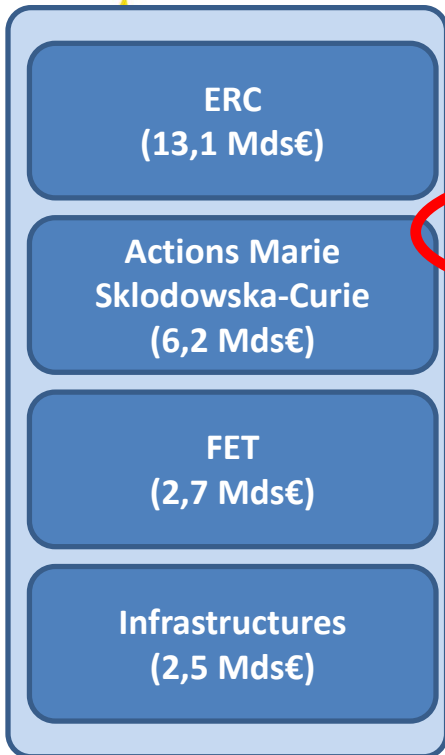 ERC
(13,1 Mds€)
Actions Marie
Sklodowska-Curie
(6,2 Mds€)
FET
(2,7 Mds€)
Infrastructures
(2,5 Mds€)